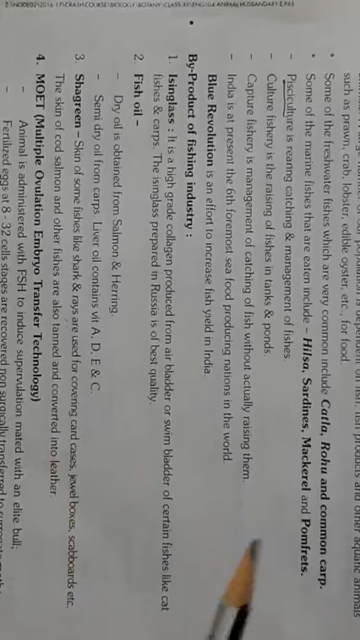 such as prawn, crab, lobster, edible oyster, etc., for food.
• Some of the freshwater fishes which are very common include Catla, Rohu and common carp.
• Some of the marine fishes that are eaten include – Hilsa, Sardines, Mackerel and Pomfrets.
– Pisciculture is rearing catching & management of fishes.
– Culture fishery is the raising of fishes in tanks & ponds.
– Capture fishery is management of catching of fish without actually raising them.
– India is at present the 6th foremost sea food producing nations in the world.
Blue Revolution is an effort to increase fish yield in India.
• By-Product of fishing industry :
1. Isinglass : It is a high grade collagen produced from air bladder or swim bladder of certain fishes like cat
fishes & carps. The isinglass prepared in Russia is of best quality.
2. Fish oil –
– Dry oil is obtained from Salmon & Herring.
– Semi dry oil from carps. Liver oil contains vit A, D, E & C.
3. Shagreen – Skin of some fishes like shark & rays are used for covering card cases, jewel boxes, scabboards etc.
The skin of cod salmon and other fishes are also tanned and converted into leather.
4. MOET (Multiple Ovulation Embryo Transfer Technology)
– Animal is administered with FSH to induce superovulation mated with an elite bull;
– Fertilized eggs at 8 - 32 cells stages are recovered non surgically transferred to